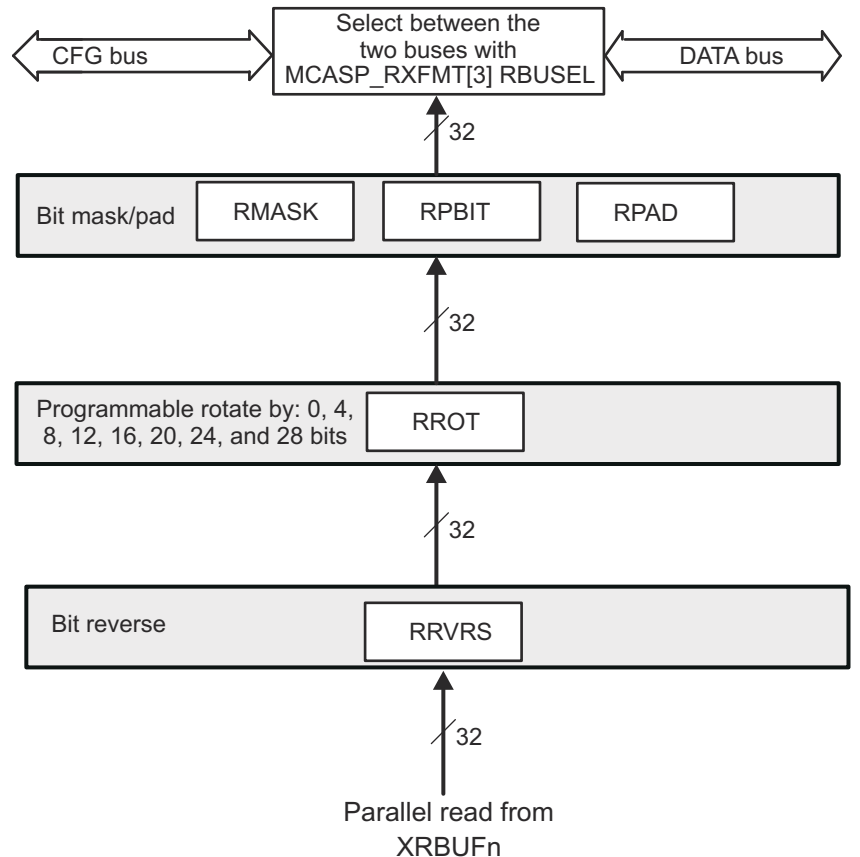 Select between the
two buses with
MCASP_RXFMT[3] RBUSEL
CFG bus
DATA bus
32
Bit mask/pad
RMASK
RPBIT
RPAD
32
Programmable rotate by: 0, 4,
8, 12, 16, 20, 24, and 28 bits
RROT
32
Bit reverse
RRVRS
32
Parallel read from
XRBUFn